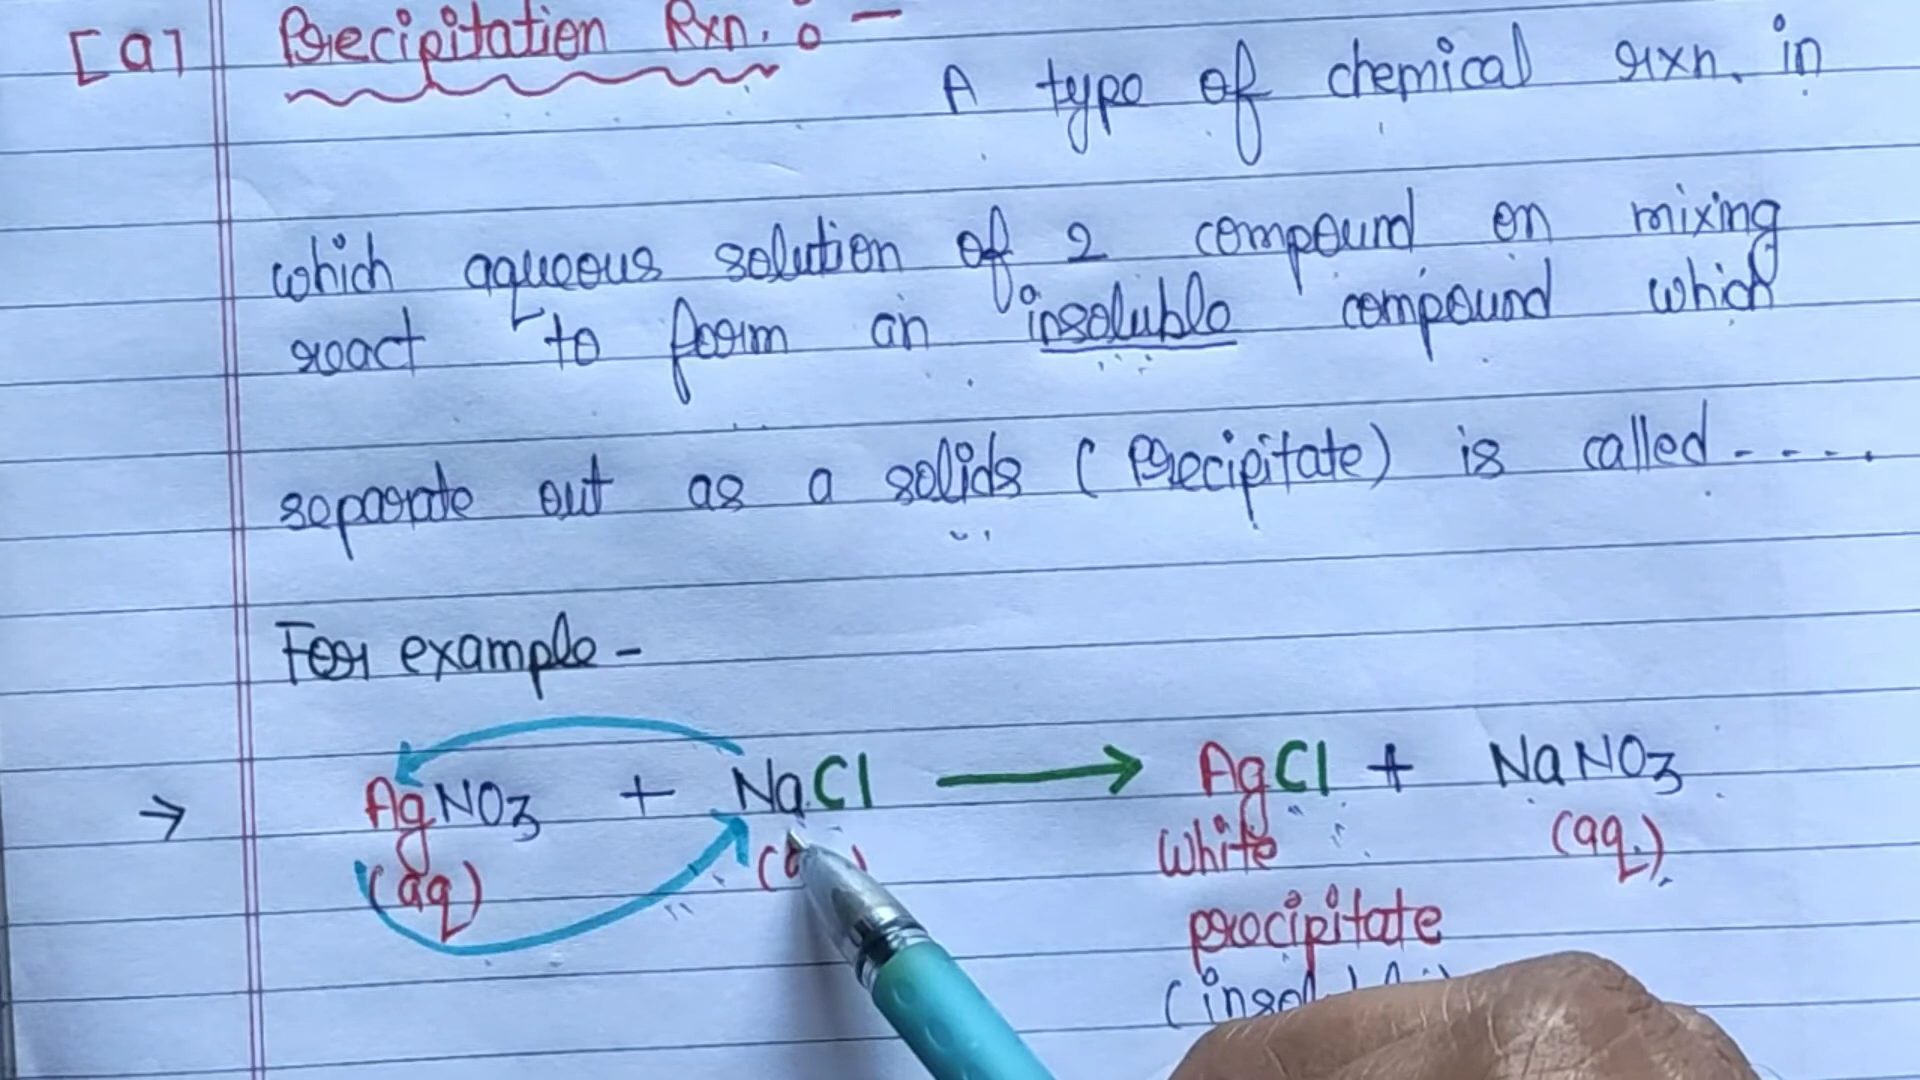 [a] Precipitation Rxn. : -
A type of chemical rxn. in
which aqueous solution of 2 compound on mixing
react to form an insoluble compound which
separate out as a solids (Precipitate) is called - - - - .
For example -
→ AgNO3 + NaCl → AgCl + NaNO3
(aq) White (aq.)
precipitate